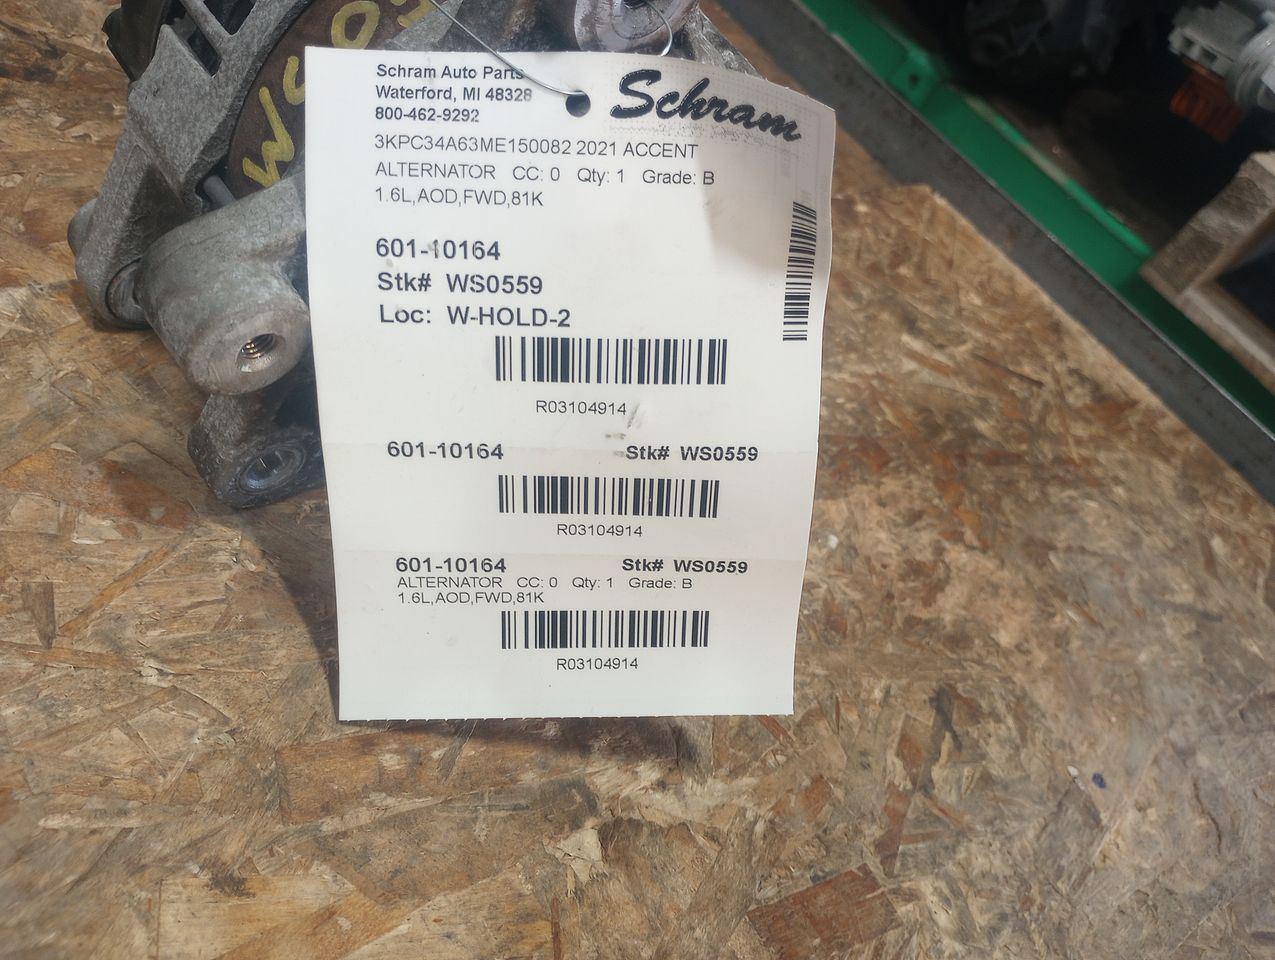 Schram Auto Parts
Waterford, MI 48328
800-462-9292
Schram
3KPC34A63ME150082 2021 ACCENT
ALTERNATOR CC: 0 Qty: 1 Grade: B
1.6L,AOD,FWD,81K
601-10164
Stk# WS0559
Loc: W-HOLD-2
R03104914
601-10164 Stk# WS0559
R03104914
601-10164 Stk# WS0559
ALTERNATOR CC: 0 Qty: 1 Grade: B
1.6L,AOD,FWD,81K
R03104914